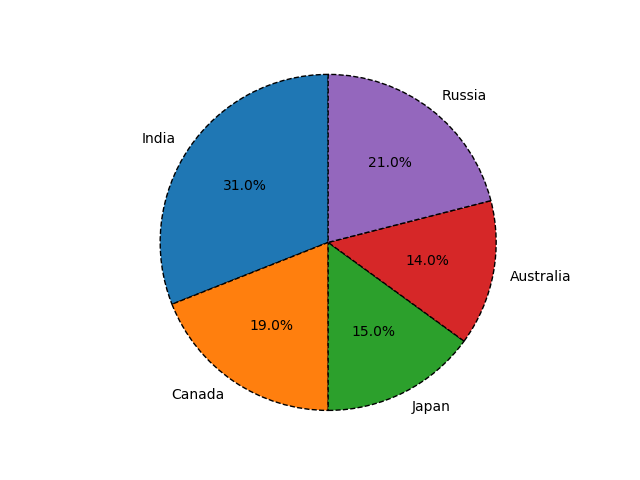 Russia
India
21.0%
31.0%
14.0%
Australia
19.0%
15.0%
Canada
Japan